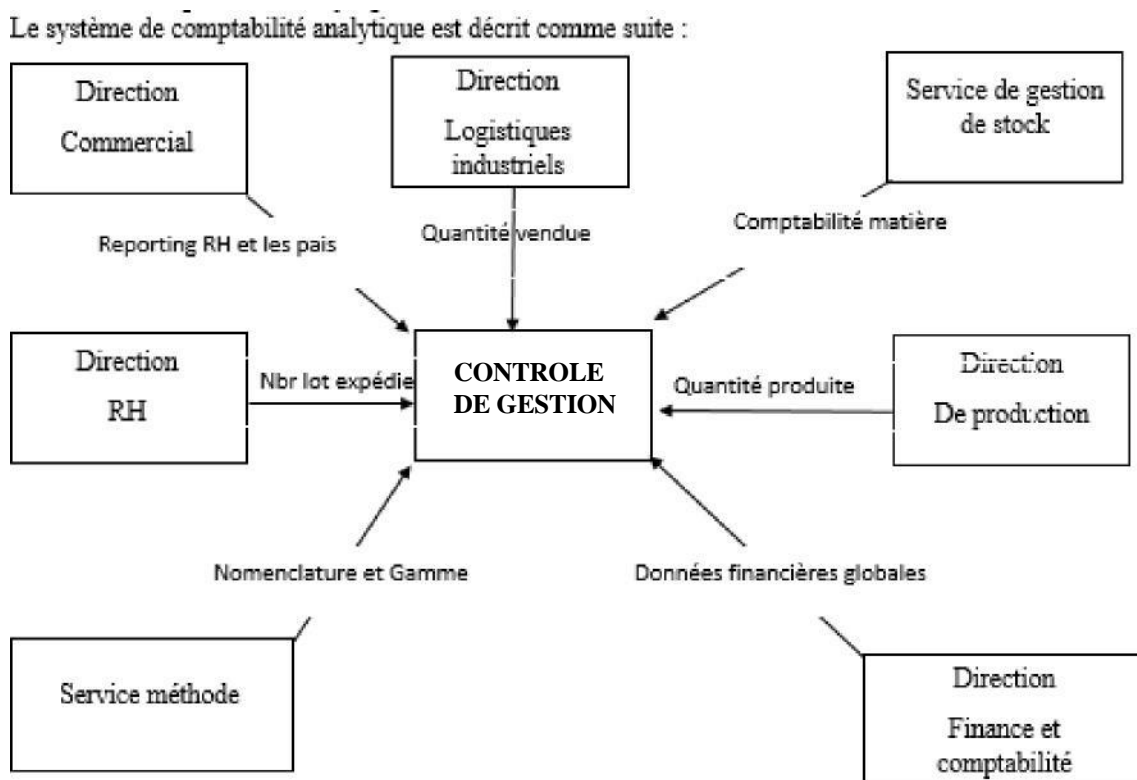 Le système de comptabilité analytique est décrit comme suite :
Direction
Commercial
Direction
Logistiques
industriels
Service de gestion
de stock
Reporting RH et les pais
Quantité vendue
Comptabilité matière
Direction
RH
Nbr lot expédie
CONTROLE
DE GESTION
Quantité produite
Direction
De production
Nomenclature et Gamme
Données financières globales
Service méthode
Direction
Finance et
comptabilité